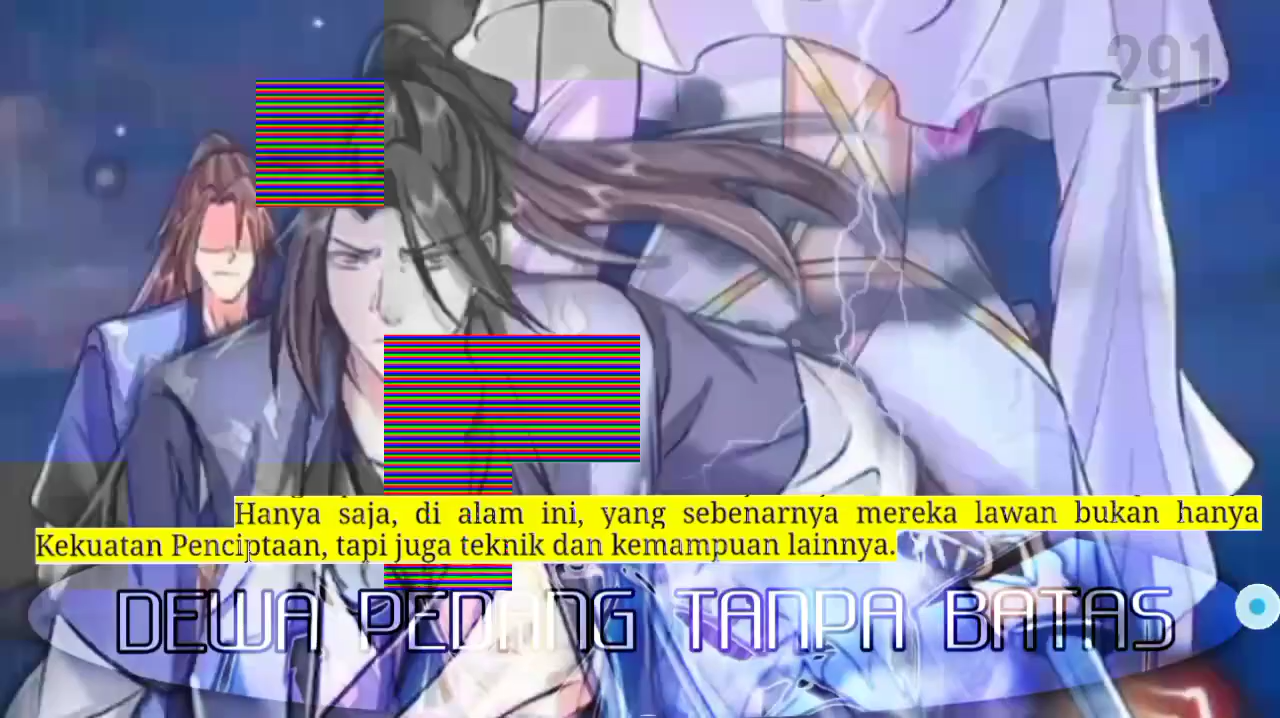 291
Hanya saja, di alam ini, yang sebenarnya mereka lawan bukan hanya
Kekuatan Penciptaan, tapi juga teknik dan kemampuan lainnya.
DEWA PEDANG TANPA BATAS